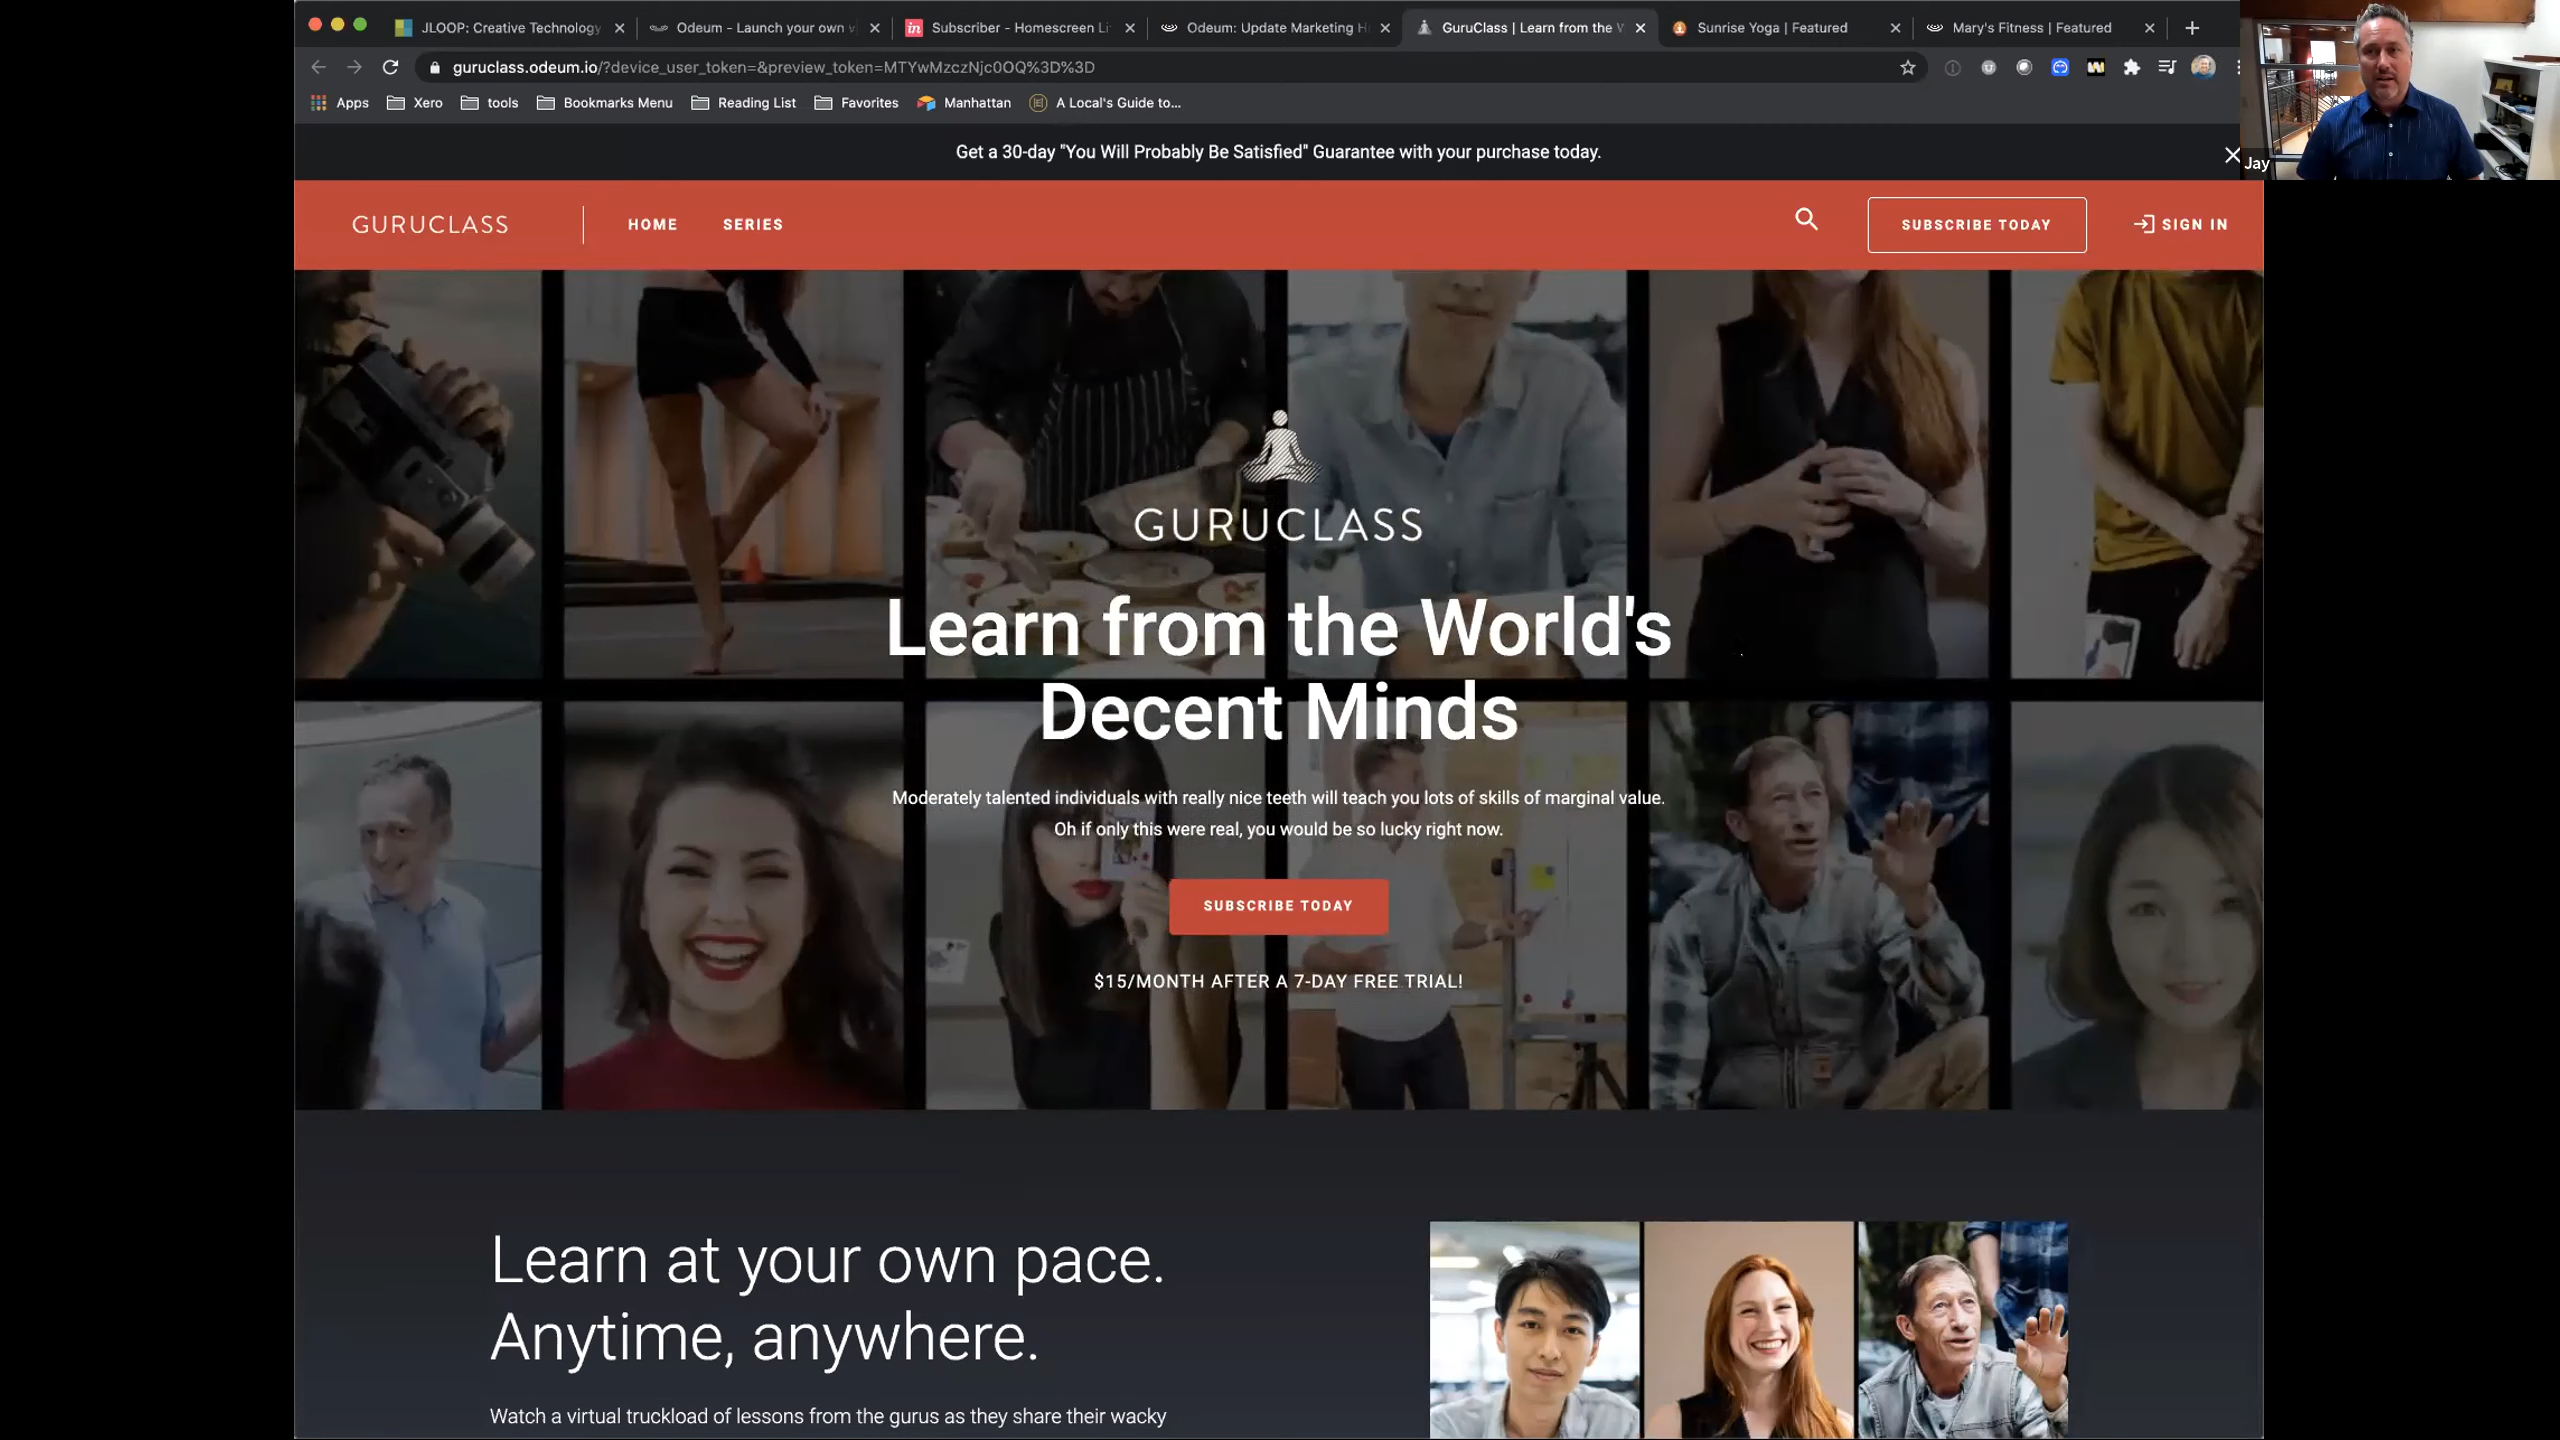 JLOOP: Creative Technology
Odeum - Launch your own v
Subscriber - Homescreen Li
Odeum: Update Marketing H
GuruClass | Learn from the W
Sunrise Yoga | Featured
Mary's Fitness | Featured
guruclass.odeum.io/?device_user_token=&preview_token=MTYwMzczNjc0OQ%3D%3D
Apps
Xero
tools
Bookmarks Menu
Reading List
Favorites
Manhattan
A Local's Guide to...
Get a 30-day "You Will Probably Be Satisfied" Guarantee with your purchase today.
Jay
GURUCLASS
HOME
SERIES
SUBSCRIBE TODAY
SIGN IN
GURUCLASS
Learn from the World's
Decent Minds
Moderately talented individuals with really nice teeth will teach you lots of skills of marginal value.
Oh if only this were real, you would be so lucky right now.
SUBSCRIBE TODAY
$15/MONTH AFTER A 7-DAY FREE TRIAL!
Learn at your own pace.
Anytime, anywhere.
Watch a virtual truckload of lessons from the gurus as they share their wacky